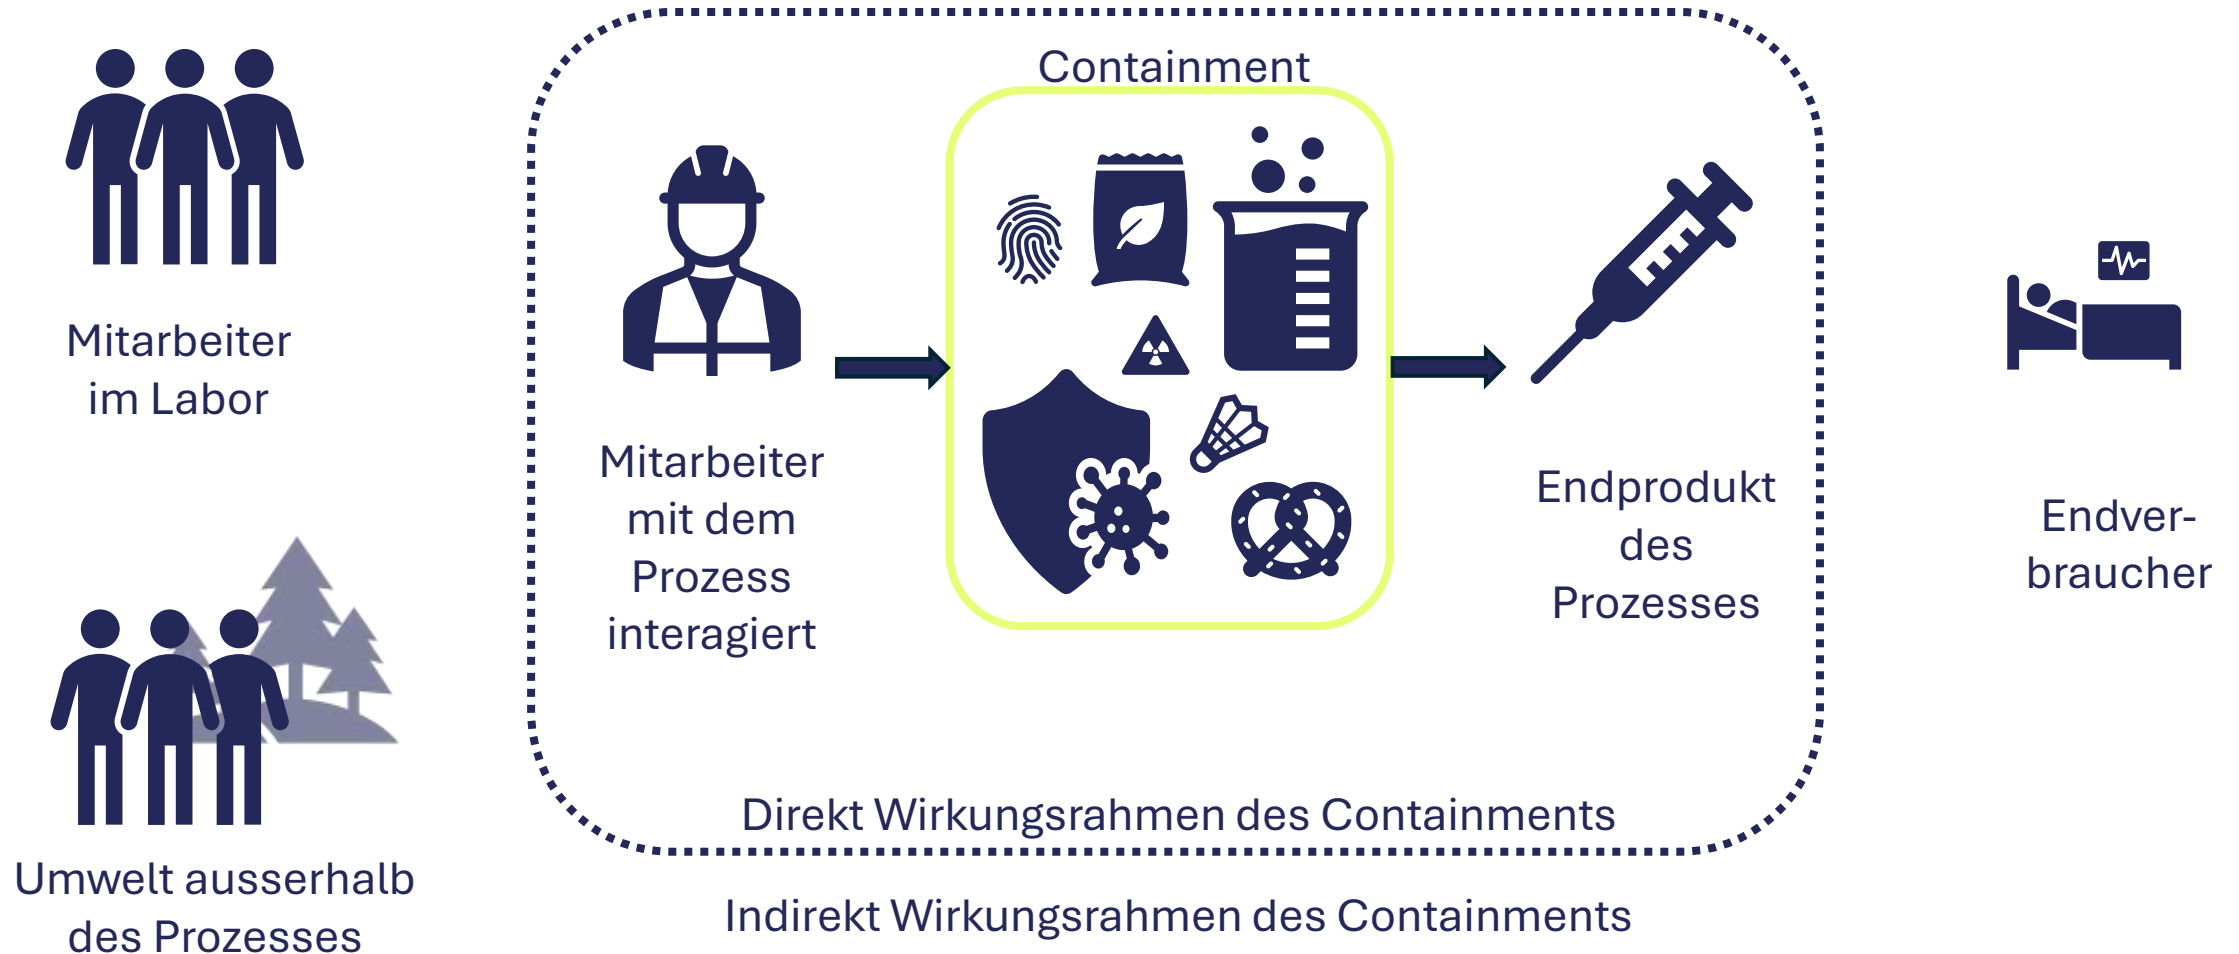 Containment
Mitarbeiter
im Labor
Mitarbeiter
mit dem
Prozess
interagiert
Endprodukt
des
Prozesses
Endver-
braucher
Umwelt ausserhalb
des Prozesses
Direkt Wirkungsrahmen des Containments
Indirekt Wirkungsrahmen des Containments